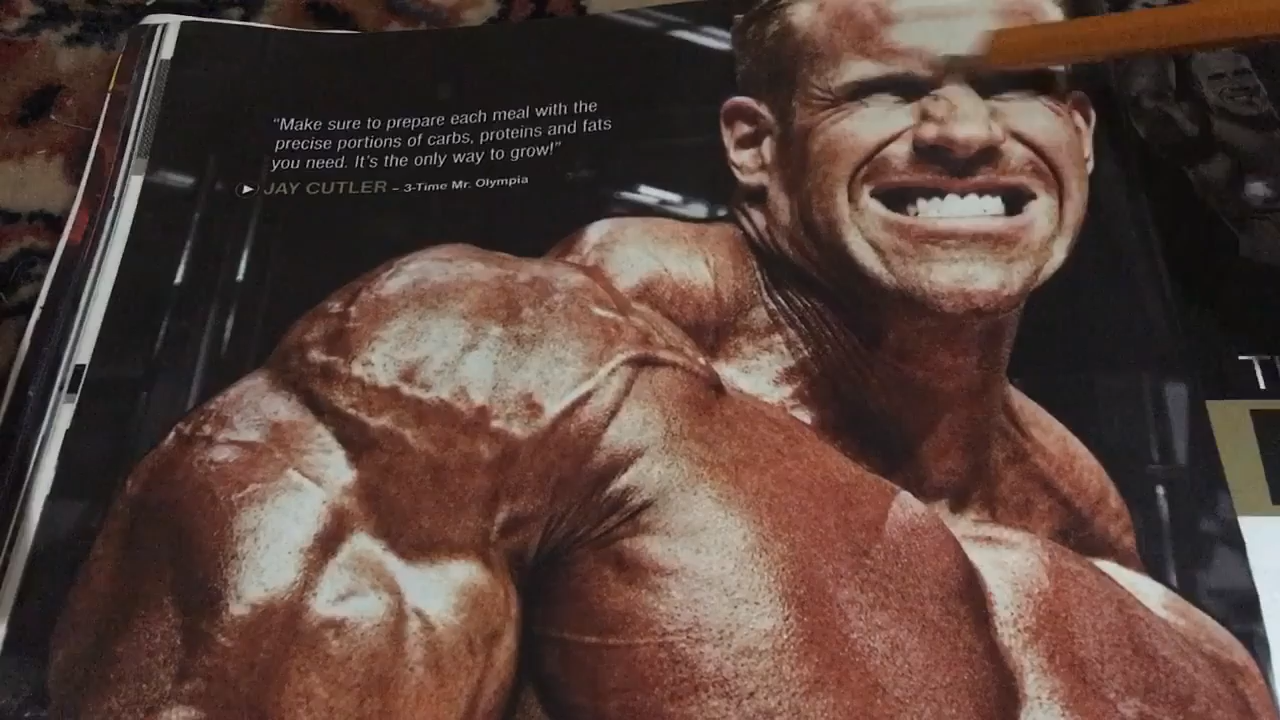 "Make sure to prepare each meal with the
precise portions of carbs, proteins and fats
you need. It's the only way to grow!"
JAY CUTLER – 3-Time Mr. Olympia